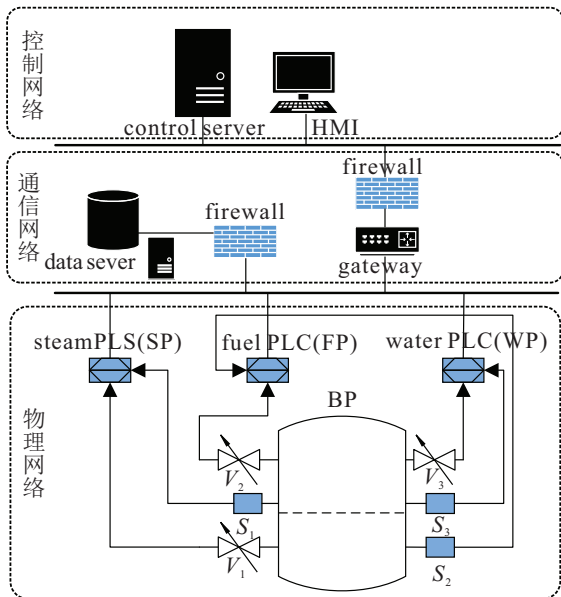 控制网络
control server
HMI
通信网络
firewall
firewall
data sever
gateway
物理网络
steamPLS(SP)
fuel PLC(FP)
water PLC(WP)
BP
V2
V3
S1
S3
V1
S2